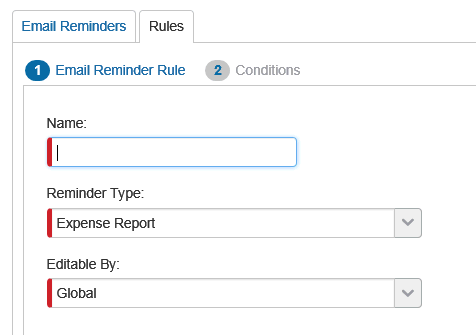 Email Reminders Rules
1 Email Reminder Rule 2 Conditions
Name:
Reminder Type:
Expense Report
Editable By:
Global